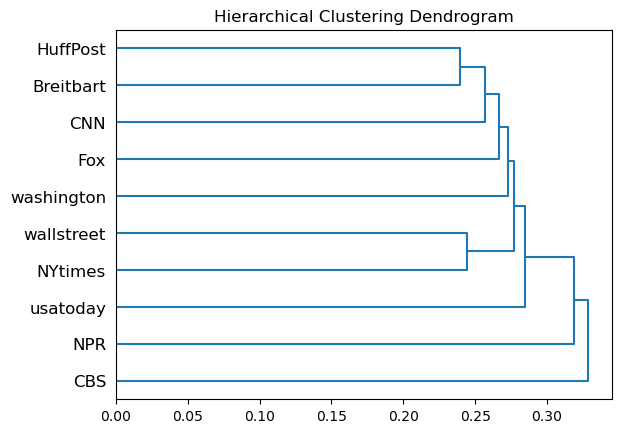 Hierarchical Clustering Dendrogram
HuffPost
Breitbart
CNN
Fox
washington
wallstreet
NYtimes
usatoday
NPR
CBS
0.00 0.05 0.10 0.15 0.20 0.25 0.30